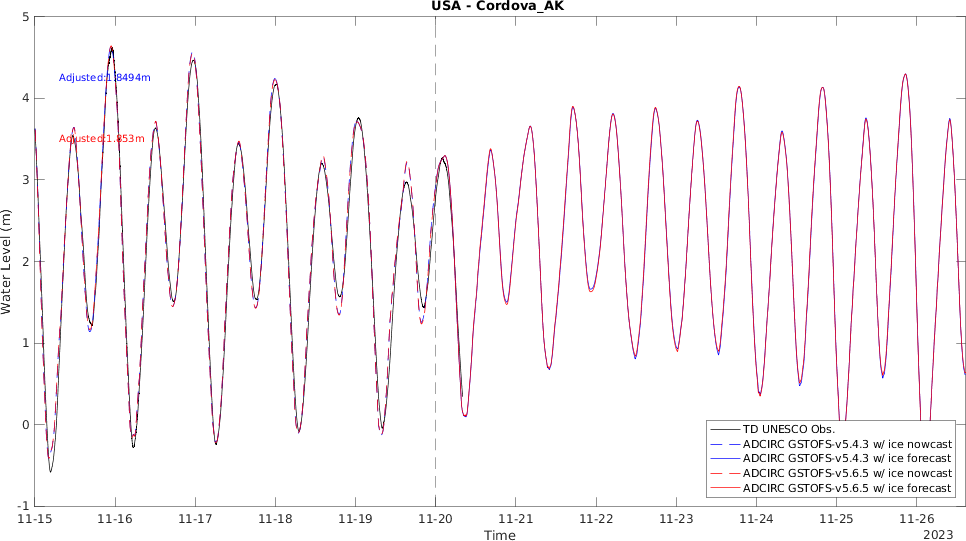 USA - Cordova_AK
5
4
3
2
1
0
-1
Water Level (m)
Adjusted:1.8494m
Adjusted:1.853m
TD UNESCO Obs.
ADCIRC GSTOFS-v5.4.3 w/ ice nowcast
ADCIRC GSTOFS-v5.4.3 w/ ice forecast
ADCIRC GSTOFS-v5.6.5 w/ ice nowcast
ADCIRC GSTOFS-v5.6.5 w/ ice forecast
11-15 11-16 11-17 11-18 11-19 11-20 11-21 11-22 11-23 11-24 11-25 11-26
Time
2023